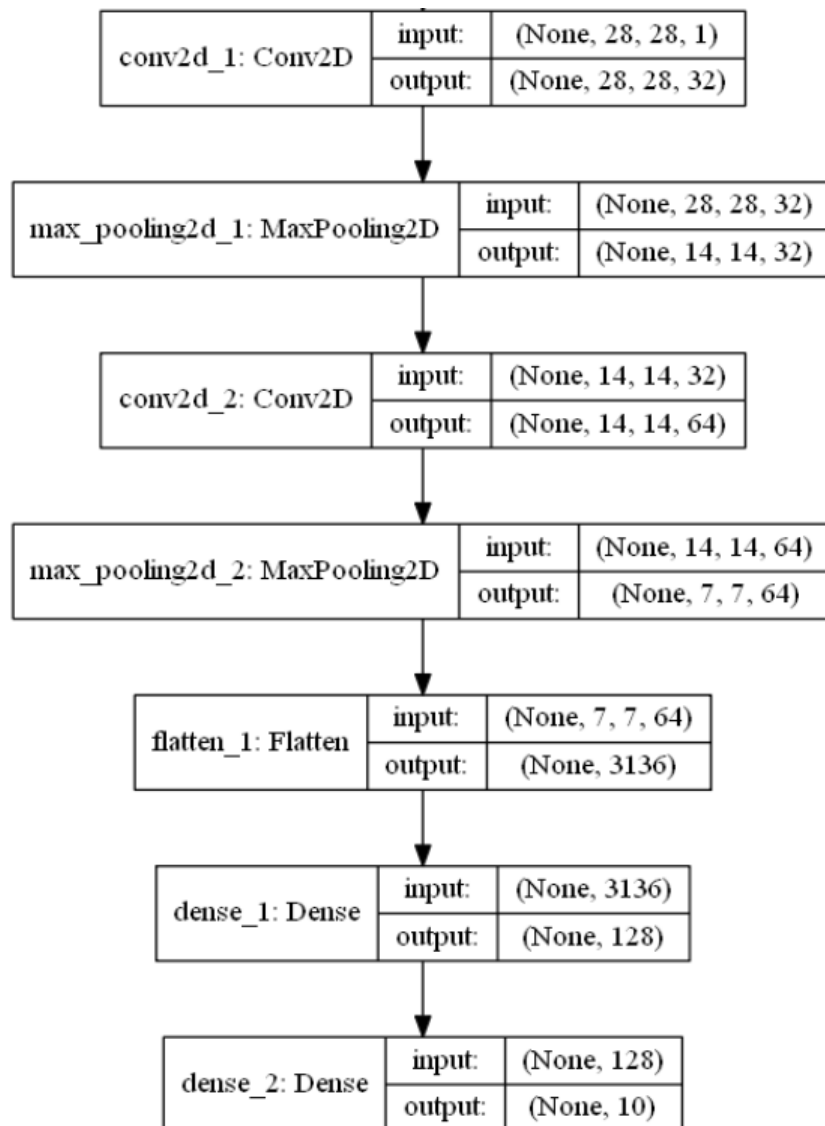 conv2d_1: Conv2D
input: (None, 28, 28, 1)
output: (None, 28, 28, 32)
max_pooling2d_1: MaxPooling2D
input: (None, 28, 28, 32)
output: (None, 14, 14, 32)
conv2d_2: Conv2D
input: (None, 14, 14, 32)
output: (None, 14, 14, 64)
max_pooling2d_2: MaxPooling2D
input: (None, 14, 14, 64)
output: (None, 7, 7, 64)
flatten_1: Flatten
input: (None, 7, 7, 64)
output: (None, 3136)
dense_1: Dense
input: (None, 3136)
output: (None, 128)
dense_2: Dense
input: (None, 128)
output: (None, 10)